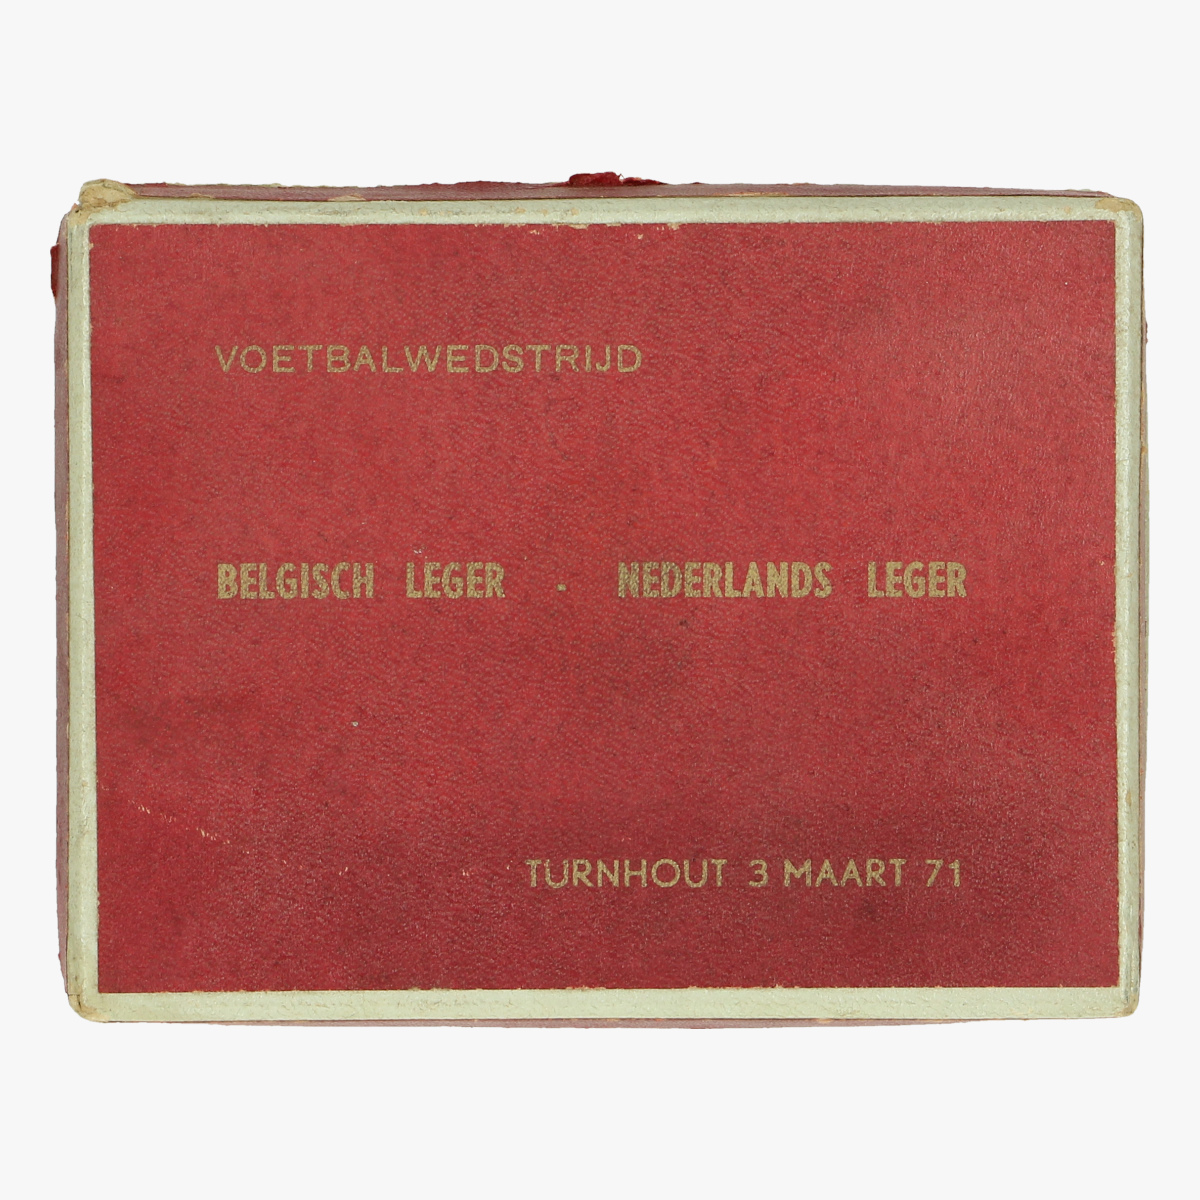 VOETBALWEDSTRIJD
BELGISCH LEGER - NEDERLANDS LEGER
TURNHOUT 3 MAART 71